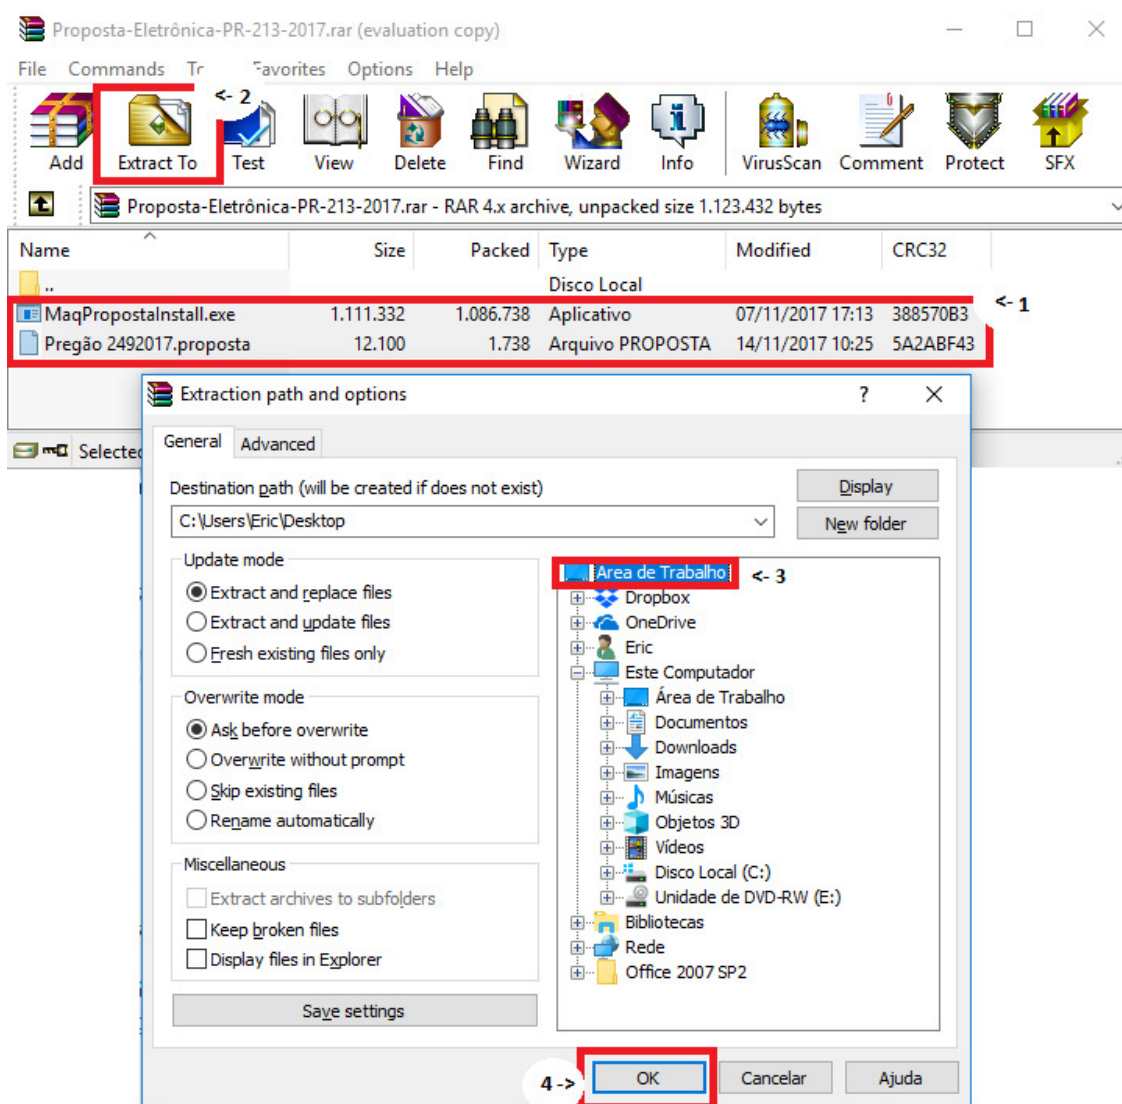 Proposta-Eletrônica-PR-213-2017.rar (evaluation copy)
File Commands Favorites Options Help
<- 2
Add Extract To Test View Delete Find Wizard Info VirusScan Comment Protect SFX
Proposta-Eletrônica-PR-213-2017.rar - RAR 4.x archive, unpacked size 1.123.432 bytes
Name Size Packed Type Modified CRC32
.. Disco Local
<- 1
MaqPropostaInstall.exe 1.111.332 1.086.738 Aplicativo 07/11/2017 17:13 388570B3
Pregão 2492017.proposta 12.100 1.738 Arquivo PROPOSTA 14/11/2017 10:25 5A2ABF43
Extraction path and options ?
Selected
General Advanced
Destination path (will be created if does not exist)
Display
C:\Users\Eric\Desktop
New folder
Update mode
Extract and replace files
Extract and update files
Fresh existing files only
Overwrite mode
Ask before overwrite
Overwrite without prompt
Skip existing files
Rename automatically
Miscellaneous
Extract archives to subfolders
Keep broken files
Display files in Explorer
Save settings
Área de Trabalho <- 3
Dropbox
OneDrive
Eric
Este Computador
Área de Trabalho
Documentos
Downloads
Imagens
Músicas
Objetos 3D
Vídeos
Disco Local (C:)
Unidade de DVD-RW (E:)
Bibliotecas
Rede
Office 2007 SP2
4 -> OK Cancelar Ajuda